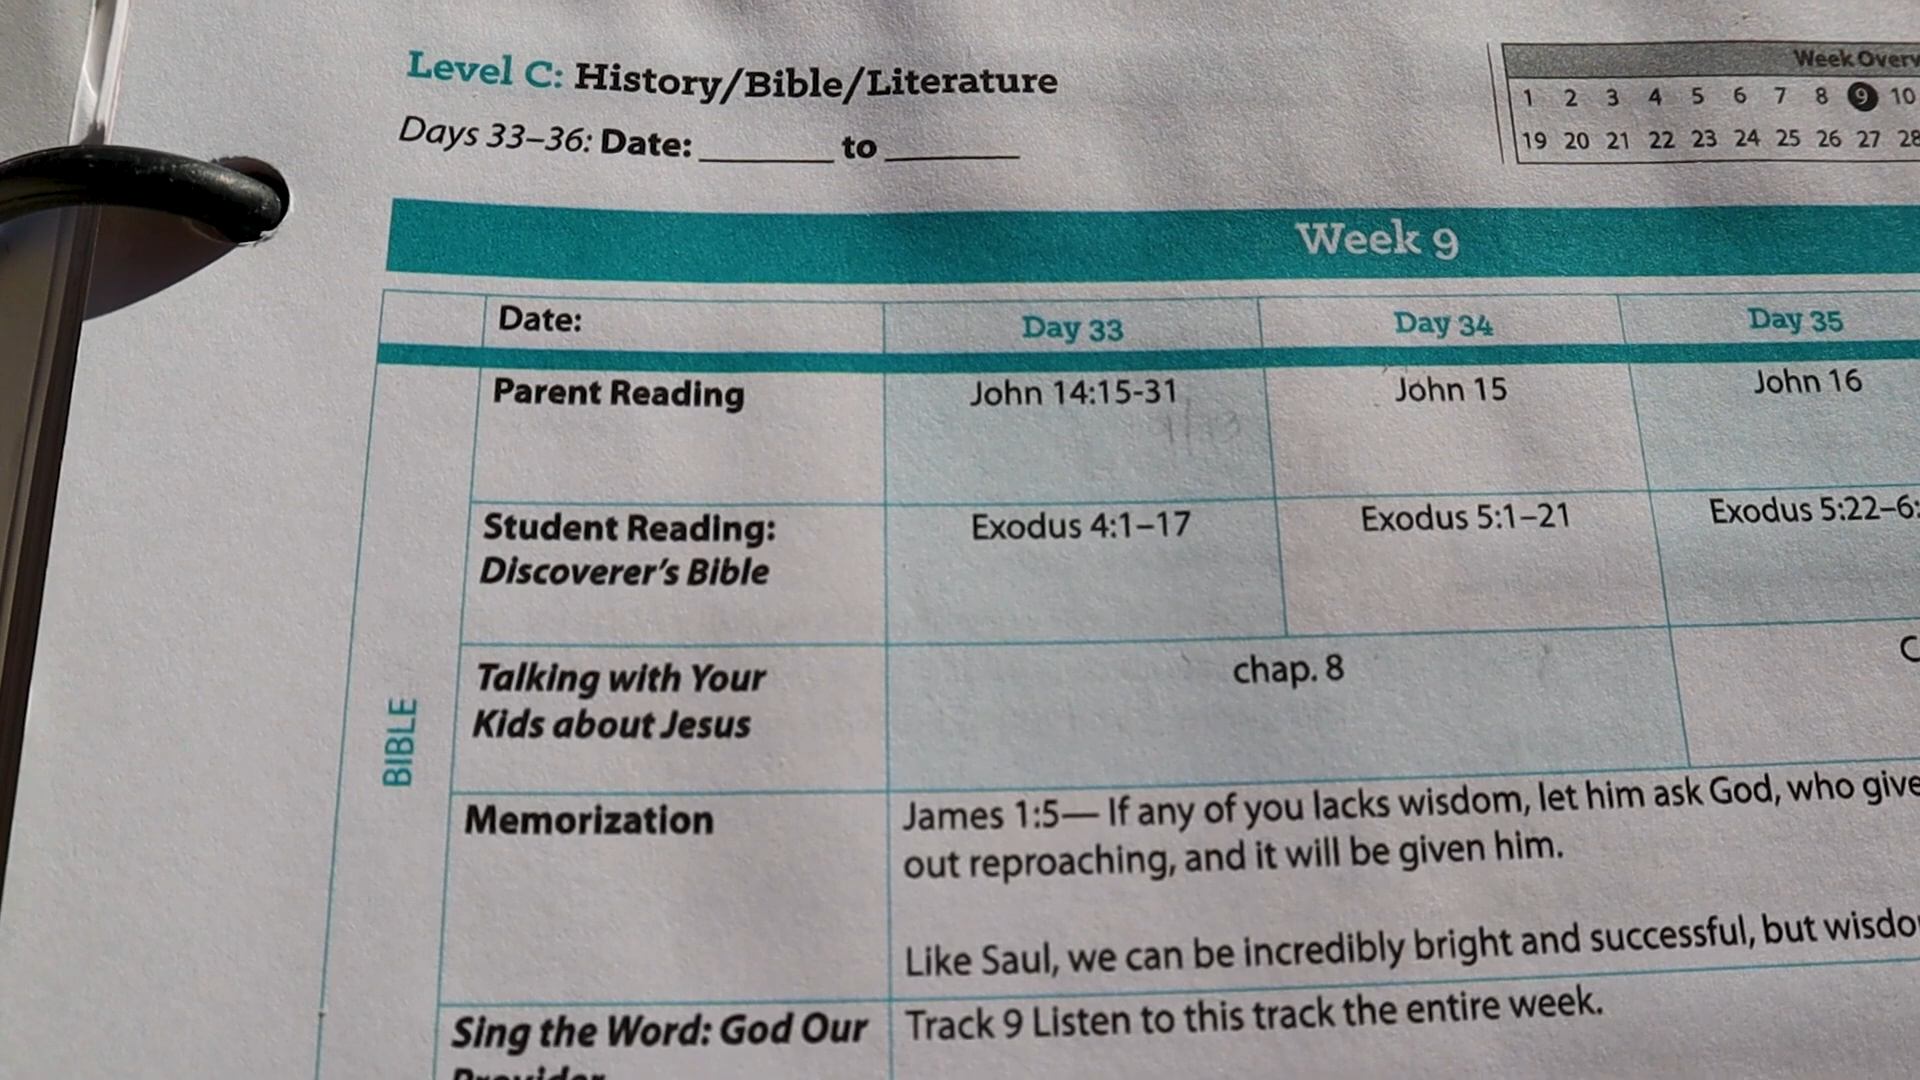 Level C: History/Bible/Literature
Days 33–36: Date: _______ to _______
Week Overv
1 2 3 4 5 6 7 8 9 10
19 20 21 22 23 24 25 26 27 28
Week 9
Date: Day 33 Day 34 Day 35
Parent Reading John 14:15-31 John 15 John 16
Student Reading: Exodus 4:1–17 Exodus 5:1–21 Exodus 5:22–6:
Discoverer's Bible
Talking with Your chap. 8 C
Kids about Jesus
BIBLE
Memorization James 1:5— If any of you lacks wisdom, let him ask God, who give
out reproaching, and it will be given him.
Like Saul, we can be incredibly bright and successful, but wisdo
Sing the Word: God Our Track 9 Listen to this track the entire week.
Provider